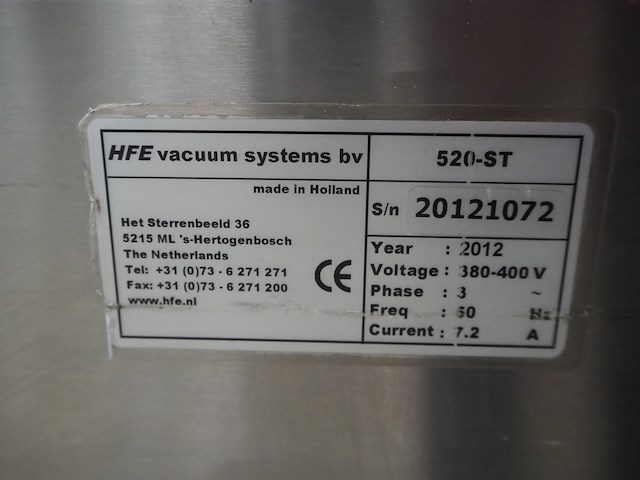 HFE vacuum systems bv
made in Holland
Het Sterrenbeeld 36
5215 ML 's-Hertogenbosch
The Netherlands
Tel: +31 (0)73 - 6 271 271
Fax: +31 (0)73 - 6 271 200
www.hfe.nl
CE
520-ST
S/n 20121072
Year : 2012
Voltage : 380-400 V
Phase : 3 ~
Freq : Hz
Current : 7.2 A